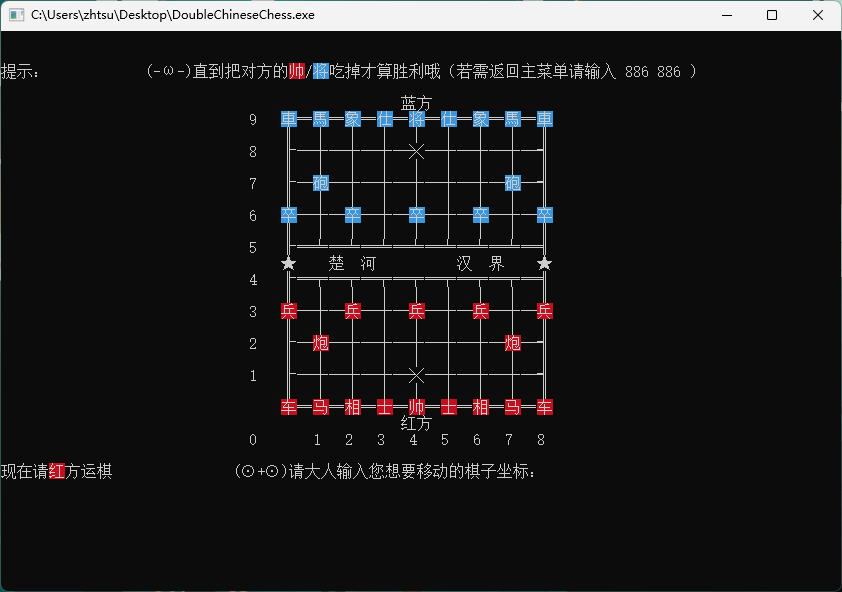 C:\Users\zhtsu\Desktop\DoubleChineseChess.exe
提示： (-ω-)直到把对方的帅/将吃掉才算胜利哦（若需返回主菜单请输入 886 886 ）
蓝方
9 車 馬 象 仕 将 仕 象 馬 車
8
7 砲 砲
6 卒 卒 卒 卒 卒
5
★ 楚 河 汉 界 ★
4
3 兵 兵 兵 兵 兵
2 炮 炮
1
车 马 相 士 帅 士 相 马 车
红方
0 1 2 3 4 5 6 7 8
现在请红方运棋 (⊙+⊙)请大人输入您想要移动的棋子坐标：